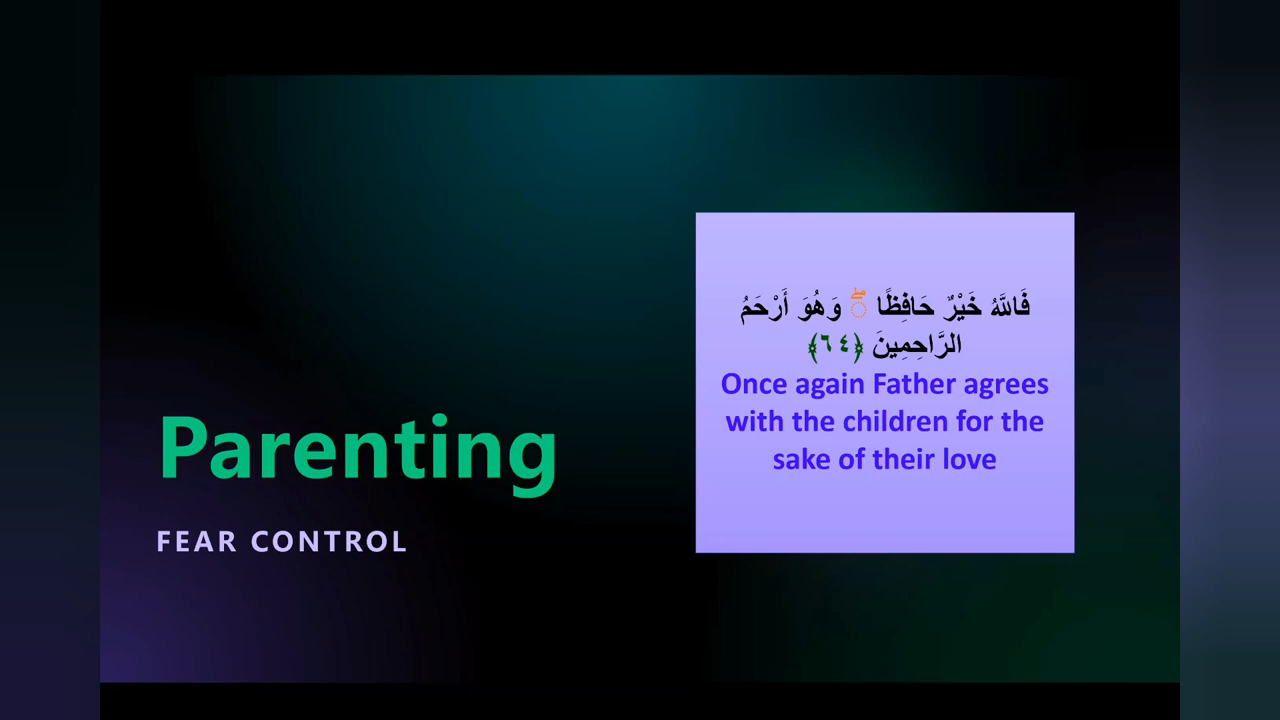 Parenting
FEAR CONTROL
فَاللَّهُ خَيْرٌ حَافِظًا ۖ وَهُوَ أَرْحَمُ
الرَّاحِمِينَ ﴿٦٤﴾
Once again Father agrees
with the children for the
sake of their love